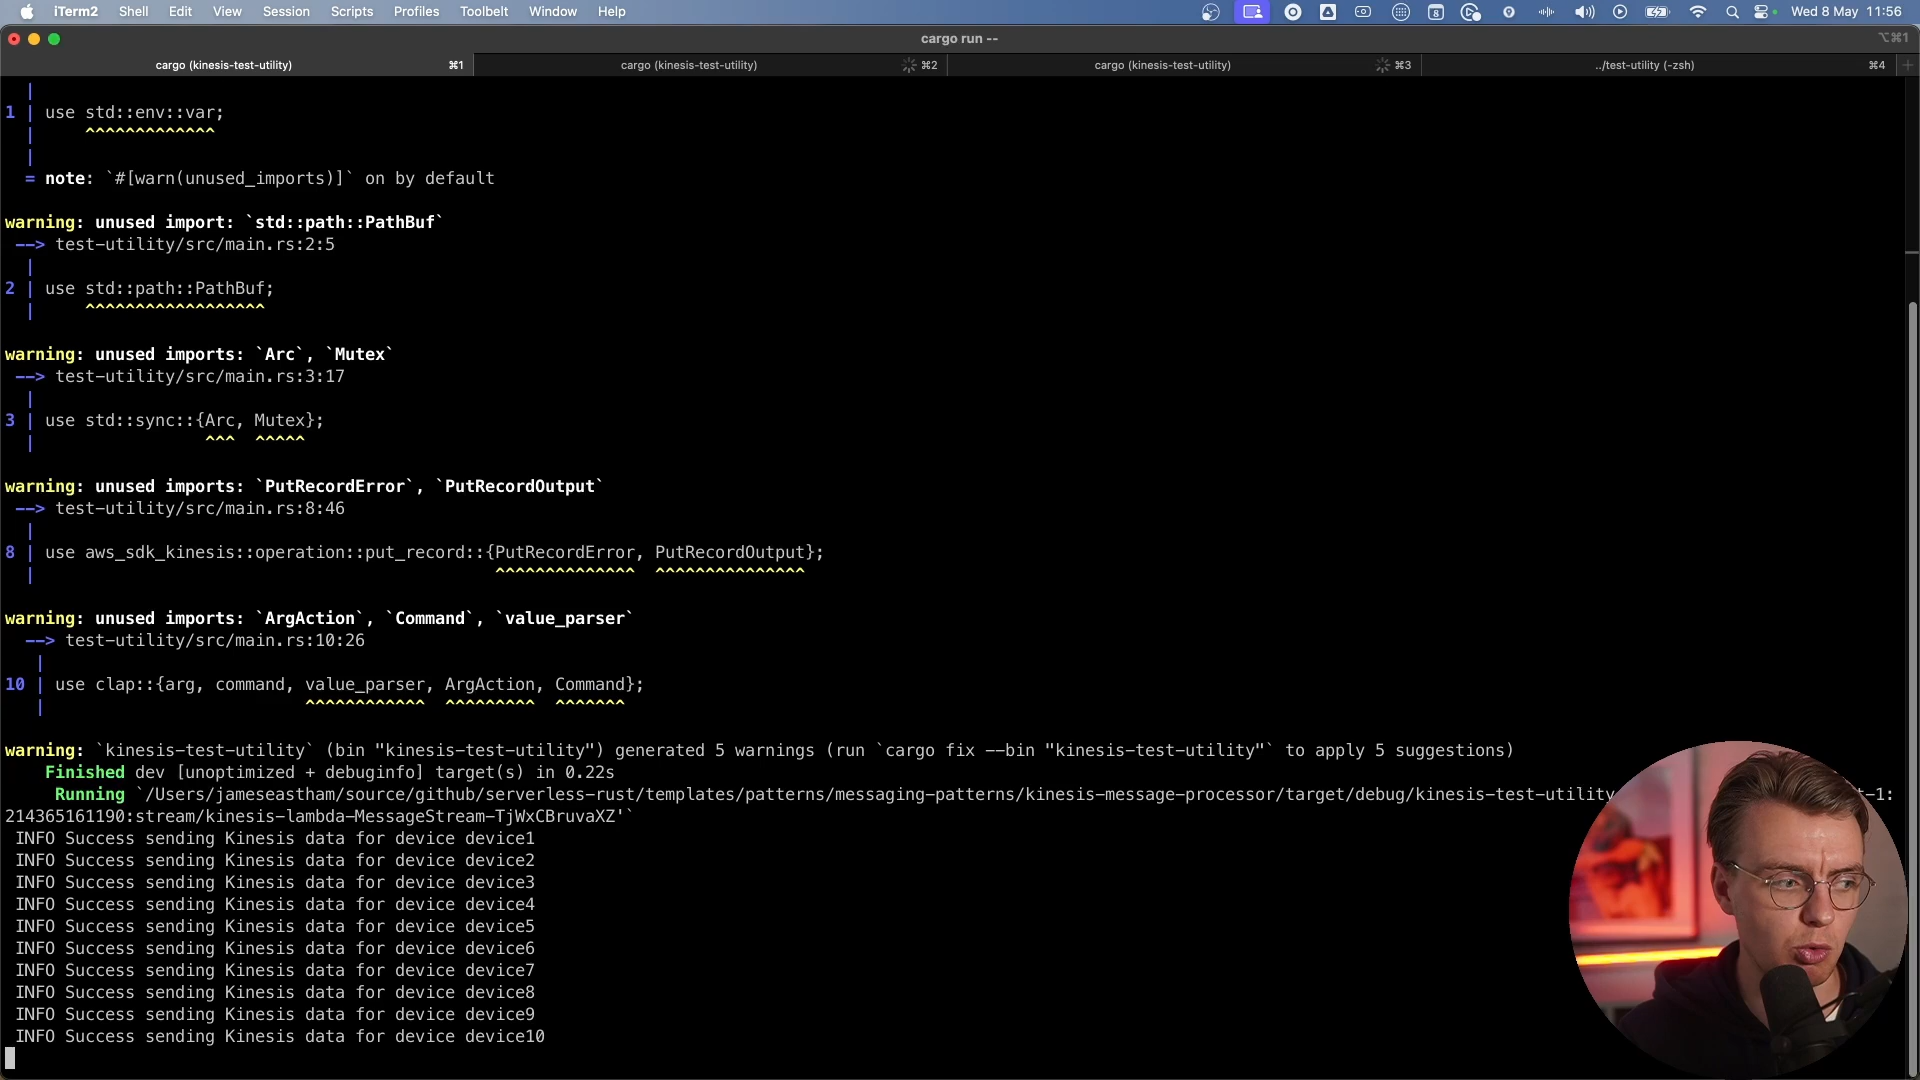 iTerm2 Shell Edit View Session Scripts Profiles Toolbelt Window Help 8 Wed 8 May 11:56
cargo run -- ⌥⌘1
cargo (kinesis-test-utility) ⌘1 cargo (kinesis-test-utility) ⌘2 cargo (kinesis-test-utility) ⌘3 ../test-utility (-zsh) ⌘4 +
|
1 | use std::env::var;
| ^^^^^^^^^^^^^
|
= note: `#[warn(unused_imports)]` on by default
warning: unused import: `std::path::PathBuf`
--> test-utility/src/main.rs:2:5
|
2 | use std::path::PathBuf;
| ^^^^^^^^^^^^^^^^^^
warning: unused imports: `Arc`, `Mutex`
--> test-utility/src/main.rs:3:17
|
3 | use std::sync::{Arc, Mutex};
| ^^^ ^^^^^
warning: unused imports: `PutRecordError`, `PutRecordOutput`
--> test-utility/src/main.rs:8:46
|
8 | use aws_sdk_kinesis::operation::put_record::{PutRecordError, PutRecordOutput};
| ^^^^^^^^^^^^^^ ^^^^^^^^^^^^^^^
warning: unused imports: `ArgAction`, `Command`, `value_parser`
--> test-utility/src/main.rs:10:26
|
10 | use clap::{arg, command, value_parser, ArgAction, Command};
| ^^^^^^^^^^^^ ^^^^^^^^^ ^^^^^^^
warning: `kinesis-test-utility` (bin "kinesis-test-utility") generated 5 warnings (run `cargo fix --bin "kinesis-test-utility"` to apply 5 suggestions)
Finished dev [unoptimized + debuginfo] target(s) in 0.22s
Running `/Users/jameseastham/source/github/serverless-rust/templates/patterns/messaging-patterns/kinesis-message-processor/target/debug/kinesis-test-utility t-1:
214365161190:stream/kinesis-lambda-MessageStream-TjWxCBruvaXZ'`
INFO Success sending Kinesis data for device device1
INFO Success sending Kinesis data for device device2
INFO Success sending Kinesis data for device device3
INFO Success sending Kinesis data for device device4
INFO Success sending Kinesis data for device device5
INFO Success sending Kinesis data for device device6
INFO Success sending Kinesis data for device device7
INFO Success sending Kinesis data for device device8
INFO Success sending Kinesis data for device device9
INFO Success sending Kinesis data for device device10